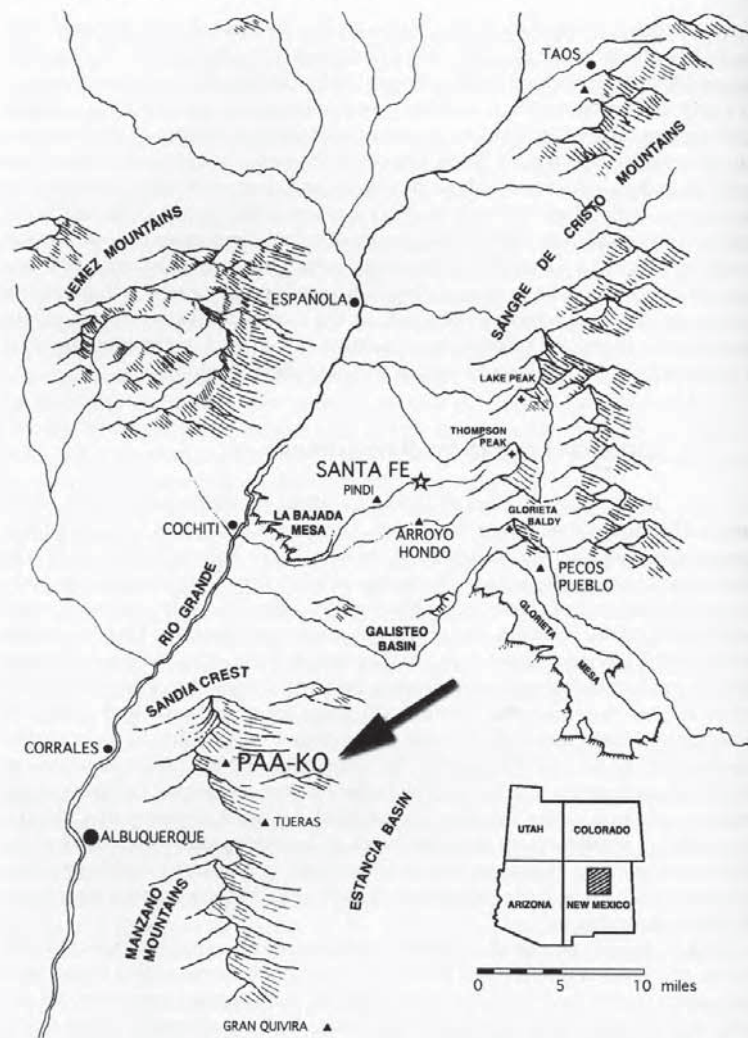 TAOS
SANGRE DE CRISTO MOUNTAINS
JEMEZ MOUNTAINS
ESPAÑOLA
LAKE PEAK
THOMPSON
PEAK
SANTA FE
PINDI
LA BAJADA
MESA
GLORIETA
BALDY
COCHITI
ARROYO
HONDO
PECOS
PUEBLO
RIO GRANDE
GALISTEO
BASIN
GLORIETA
MESA
SANDIA CREST
CORRALES
PAA-KO
TIJERAS
ALBUQUERQUE
ESTANCIA BASIN
UTAH
COLORADO
ARIZONA
NEW MEXICO
MANZANO
MOUNTAINS
0 5 10 miles
GRAN QUIVIRA